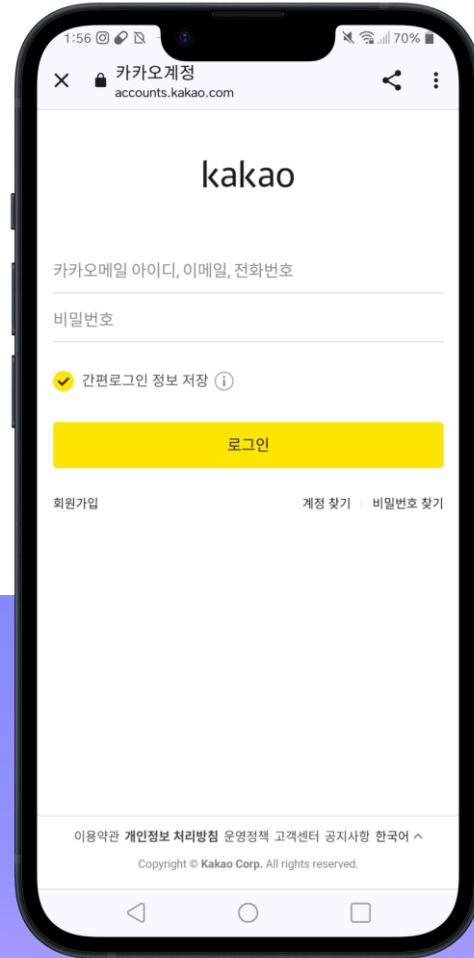 1:56 70%
카카오계정
accounts.kakao.com
kakao
카카오메일 아이디, 이메일, 전화번호
비밀번호
간편로그인 정보 저장
로그인
회원가입 계정 찾기 비밀번호 찾기
이용약관 개인정보 처리방침 운영정책 고객센터 공지사항 한국어
Copyright © Kakao Corp. All rights reserved.